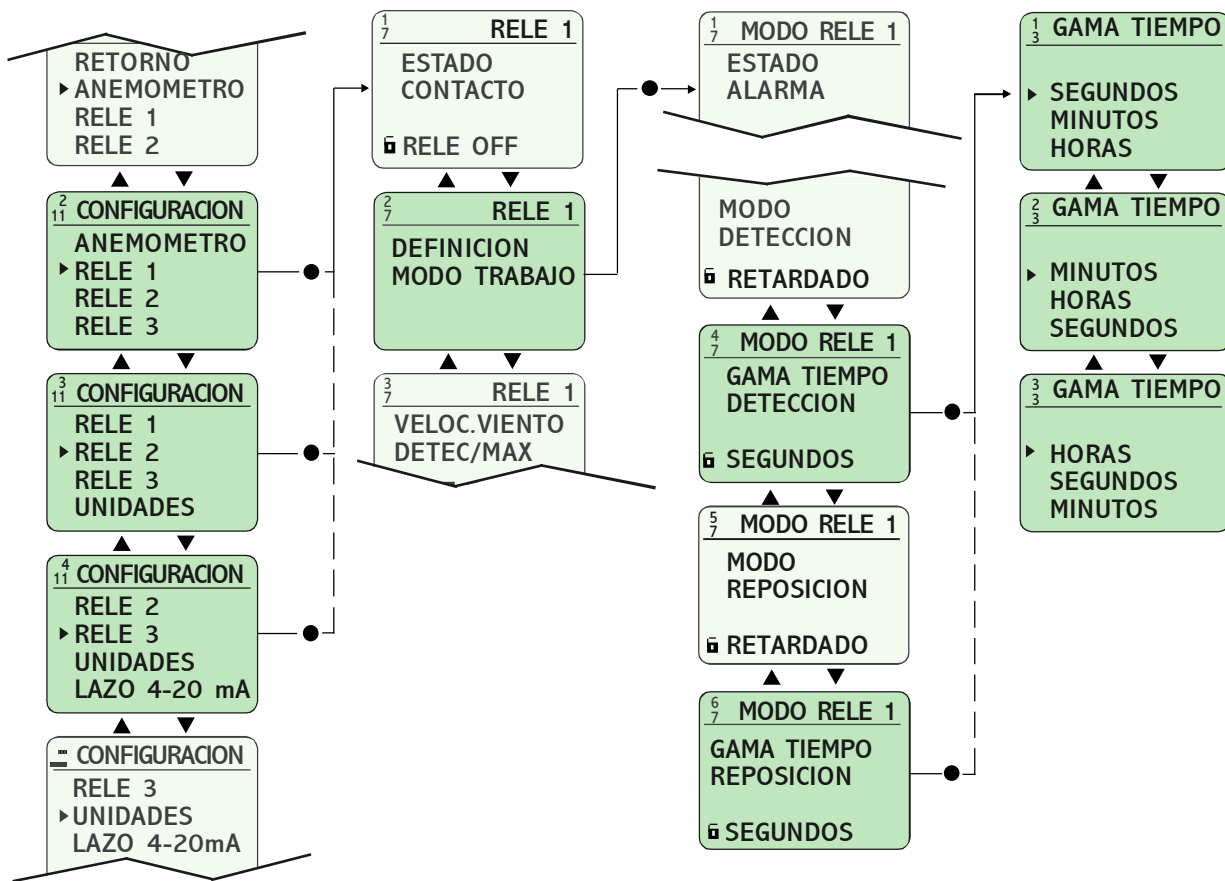 RETORNO
ANEMOMETRO
RELE 1
RELE 2
2/11 CONFIGURACION
ANEMOMETRO
RELE 1
RELE 2
RELE 3
3/11 CONFIGURACION
RELE 1
RELE 2
RELE 3
UNIDADES
4/11 CONFIGURACION
RELE 2
RELE 3
UNIDADES
LAZO 4-20 mA
CONFIGURACION
RELE 3
UNIDADES
LAZO 4-20mA
1/7 RELE 1
ESTADO
CONTACTO
RELE OFF
2/7 RELE 1
DEFINICION
MODO TRABAJO
3/7 RELE 1
VELOC.VIENTO
DETEC/MAX
1/7 MODO RELE 1
ESTADO
ALARMA
MODO
DETECCION
RETARDADO
4/7 MODO RELE 1
GAMA TIEMPO
DETECCION
SEGUNDOS
5/7 MODO RELE 1
MODO
REPOSICION
RETARDADO
6/7 MODO RELE 1
GAMA TIEMPO
REPOSICION
SEGUNDOS
1/3 GAMA TIEMPO
SEGUNDOS
MINUTOS
HORAS
2/3 GAMA TIEMPO
MINUTOS
HORAS
SEGUNDOS
3/3 GAMA TIEMPO
HORAS
SEGUNDOS
MINUTOS